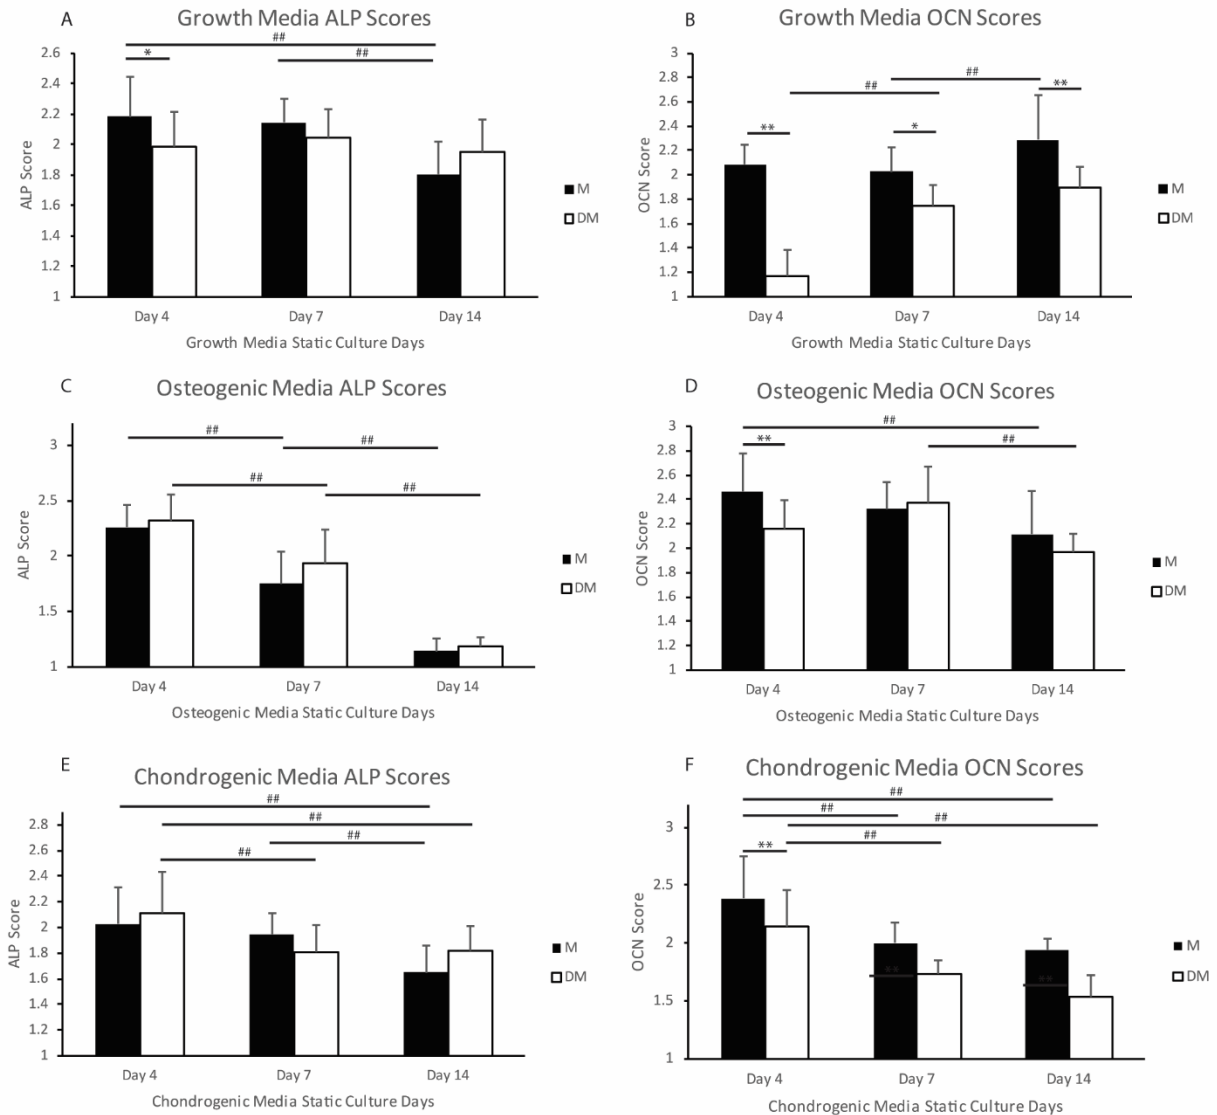 A
Growth Media ALP Scores
##
*
##
2.6
2.4
2.2
2
1.8
1.6
1.4
1.2
1
ALP Score
M
DM
Day 4
Day 7
Day 14
Growth Media Static Culture Days
B
Growth Media OCN Scores
##
##
**
**
*
3
2.8
2.6
2.4
2.2
2
1.8
1.6
1.4
1.2
1
OCN Score
M
DM
Day 4
Day 7
Day 14
Growth Media Static Culture Days
C
Osteogenic Media ALP Scores
##
##
##
##
3
2.5
2
1.5
1
ALP Score
M
DM
Day 4
Day 7
Day 14
Osteogenic Media Static Culture Days
D
Osteogenic Media OCN Scores
##
**
##
3
2.8
2.6
2.4
2.2
2
1.8
1.6
1.4
1.2
1
OCN Score
M
DM
Day 4
Day 7
Day 14
Osteogenic Media Static Culture Days
E
Chondrogenic Media ALP Scores
##
##
##
##
2.8
2.6
2.4
2.2
2
1.8
1.6
1.4
1.2
1
ALP Score
M
DM
Day 4
Day 7
Day 14
Chondrogenic Media Static Culture Days
F
Chondrogenic Media OCN Scores
##
##
##
##
**
**
**
3
2.5
2
1.5
1
OCN Score
M
DM
Day 4
Day 7
Day 14
Chondrogenic Media Static Culture Days